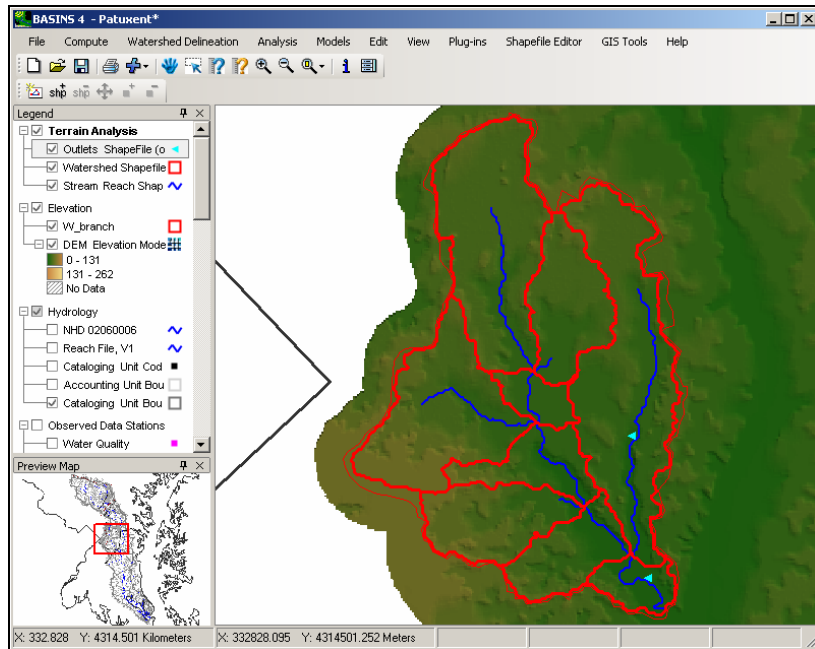 BASINS 4 - Patuxent*
File Compute Watershed Delineation Analysis Models Edit View Plug-ins Shapefile Editor GIS Tools Help
shp shp
Legend
Terrain Analysis
Outlets ShapeFile (o
Watershed Shapefile
Stream Reach Shap
Elevation
W_branch
DEM Elevation Mode
0 - 131
131 - 262
No Data
Hydrology
NHD 02060006
Reach File, V1
Cataloging Unit Cod
Accounting Unit Bou
Cataloging Unit Bou
Observed Data Stations
Water Quality
Preview Map
X: 332.828 Y: 4314.501 Kilometers X: 332828.095 Y: 4314501.252 Meters